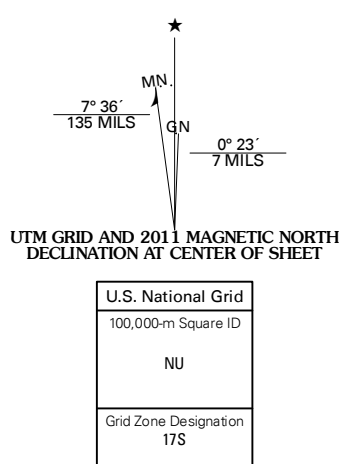 ★
MN.
GN
7° 36´
135 MILS
0° 23´
7 MILS
UTM GRID AND 2011 MAGNETIC NORTH
DECLINATION AT CENTER OF SHEET
U.S. National Grid
100,000-m Square ID
NU
Grid Zone Designation
17S